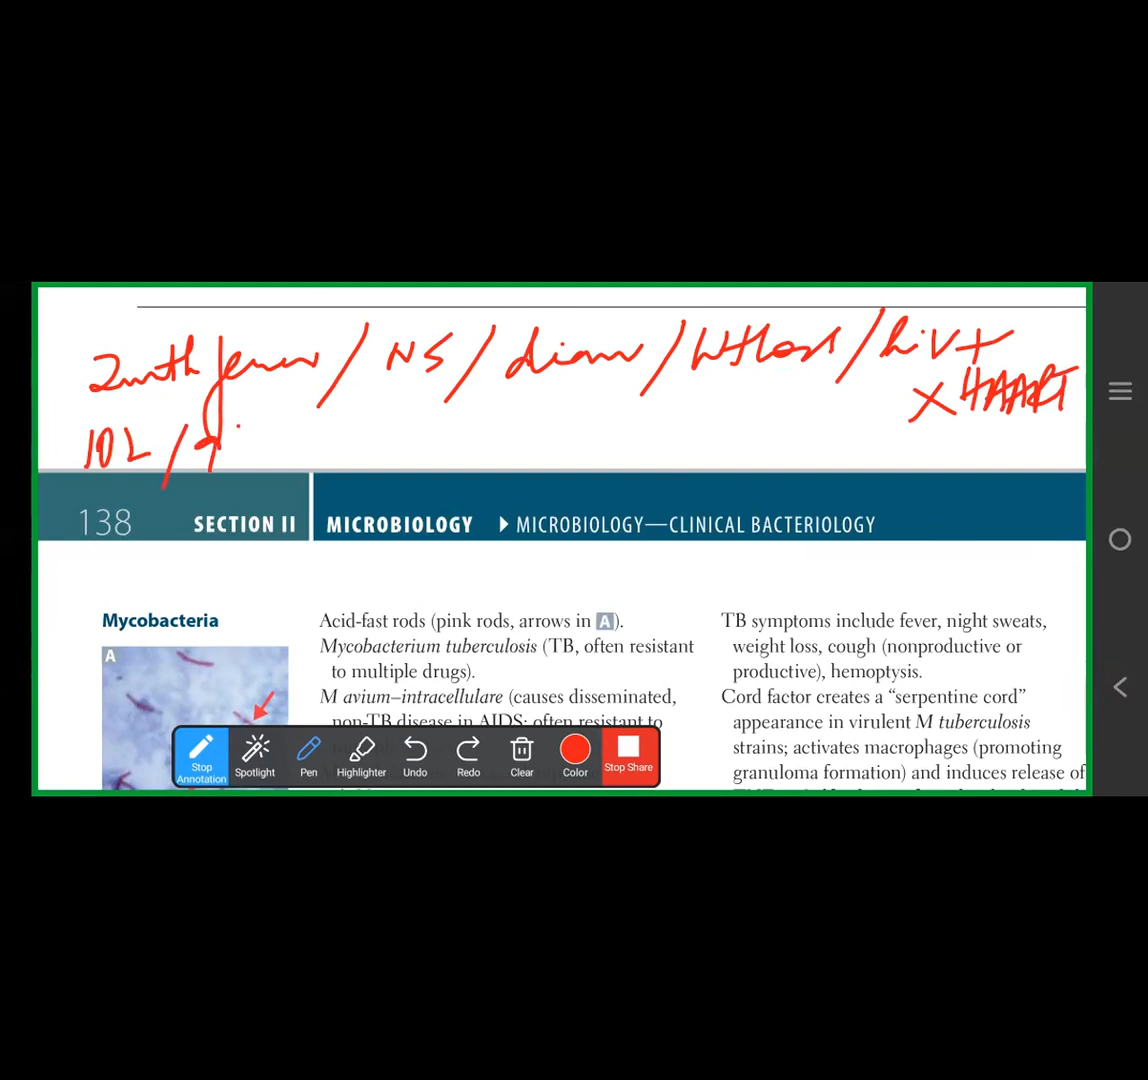 2mth fever / NS / diarr / Wt loss / HIV+
X HAART
10L /
138 SECTION II MICROBIOLOGY ▶ MICROBIOLOGY—CLINICAL BACTERIOLOGY
Mycobacteria
A
Acid-fast rods (pink rods, arrows in A).
Mycobacterium tuberculosis (TB, often resistant
to multiple drugs).
M avium–intracellulare (causes disseminated,
non-TB disease in AIDS; often resistant to
TB symptoms include fever, night sweats,
weight loss, cough (nonproductive or
productive), hemoptysis.
Cord factor creates a “serpentine cord”
appearance in virulent M tuberculosis
strains; activates macrophages (promoting
granuloma formation) and induces release of
Stop Annotation
Spotlight
Pen
Highlighter
Undo
Redo
Clear
Color
Stop Share